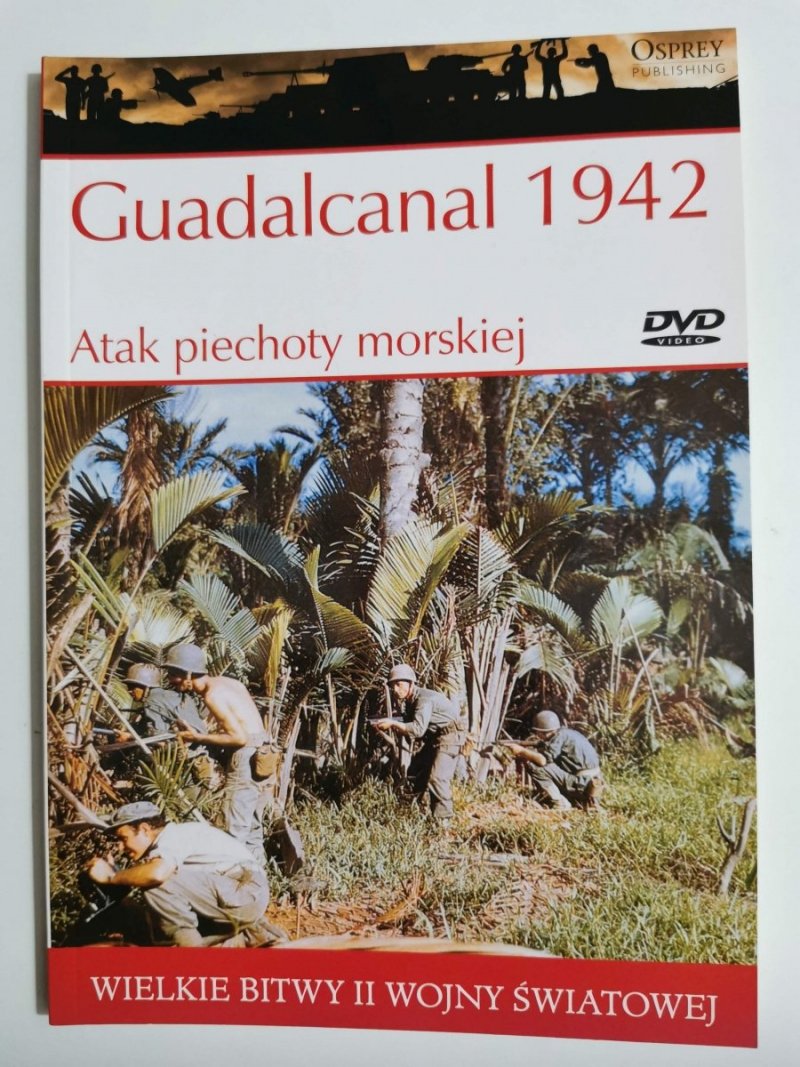 OSPREY
PUBLISHING
Guadalcanal 1942
Atak piechoty morskiej
DVD
VIDEO
WIELKIE BITWY II WOJNY ŚWIATOWEJ